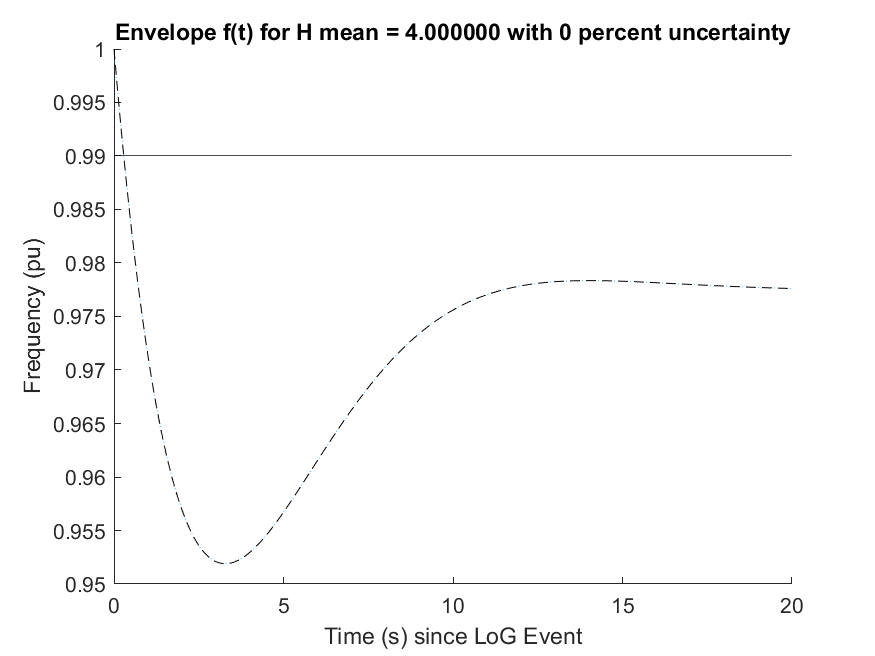 Envelope f(t) for H mean = 4.000000 with 0 percent uncertainty
1
0.995
0.99
0.985
0.98
0.975
0.97
0.965
0.96
0.955
0.95
Frequency (pu)
0 5 10 15 20
Time (s) since LoG Event